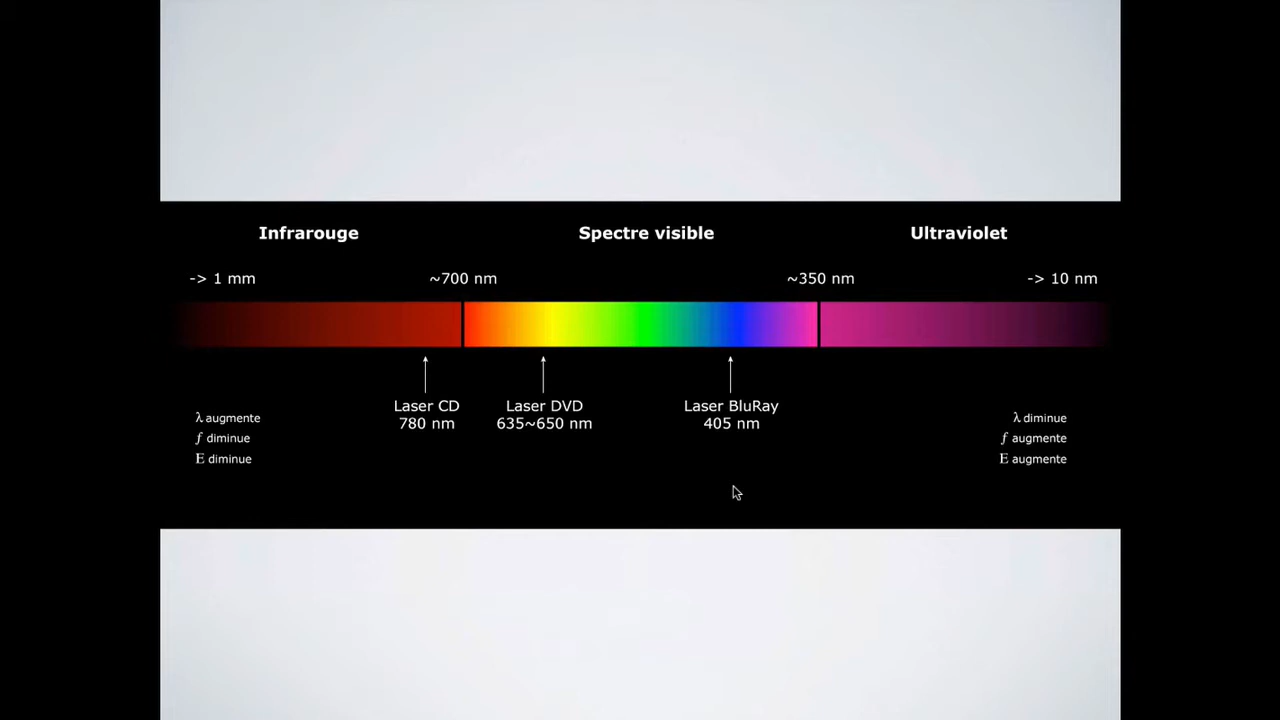 Infrarouge
Spectre visible
Ultraviolet
-> 1 mm
~700 nm
~350 nm
-> 10 nm
Laser CD
780 nm
Laser DVD
635~650 nm
Laser BluRay
405 nm
λ augmente
f diminue
E diminue
λ diminue
f augmente
E augmente